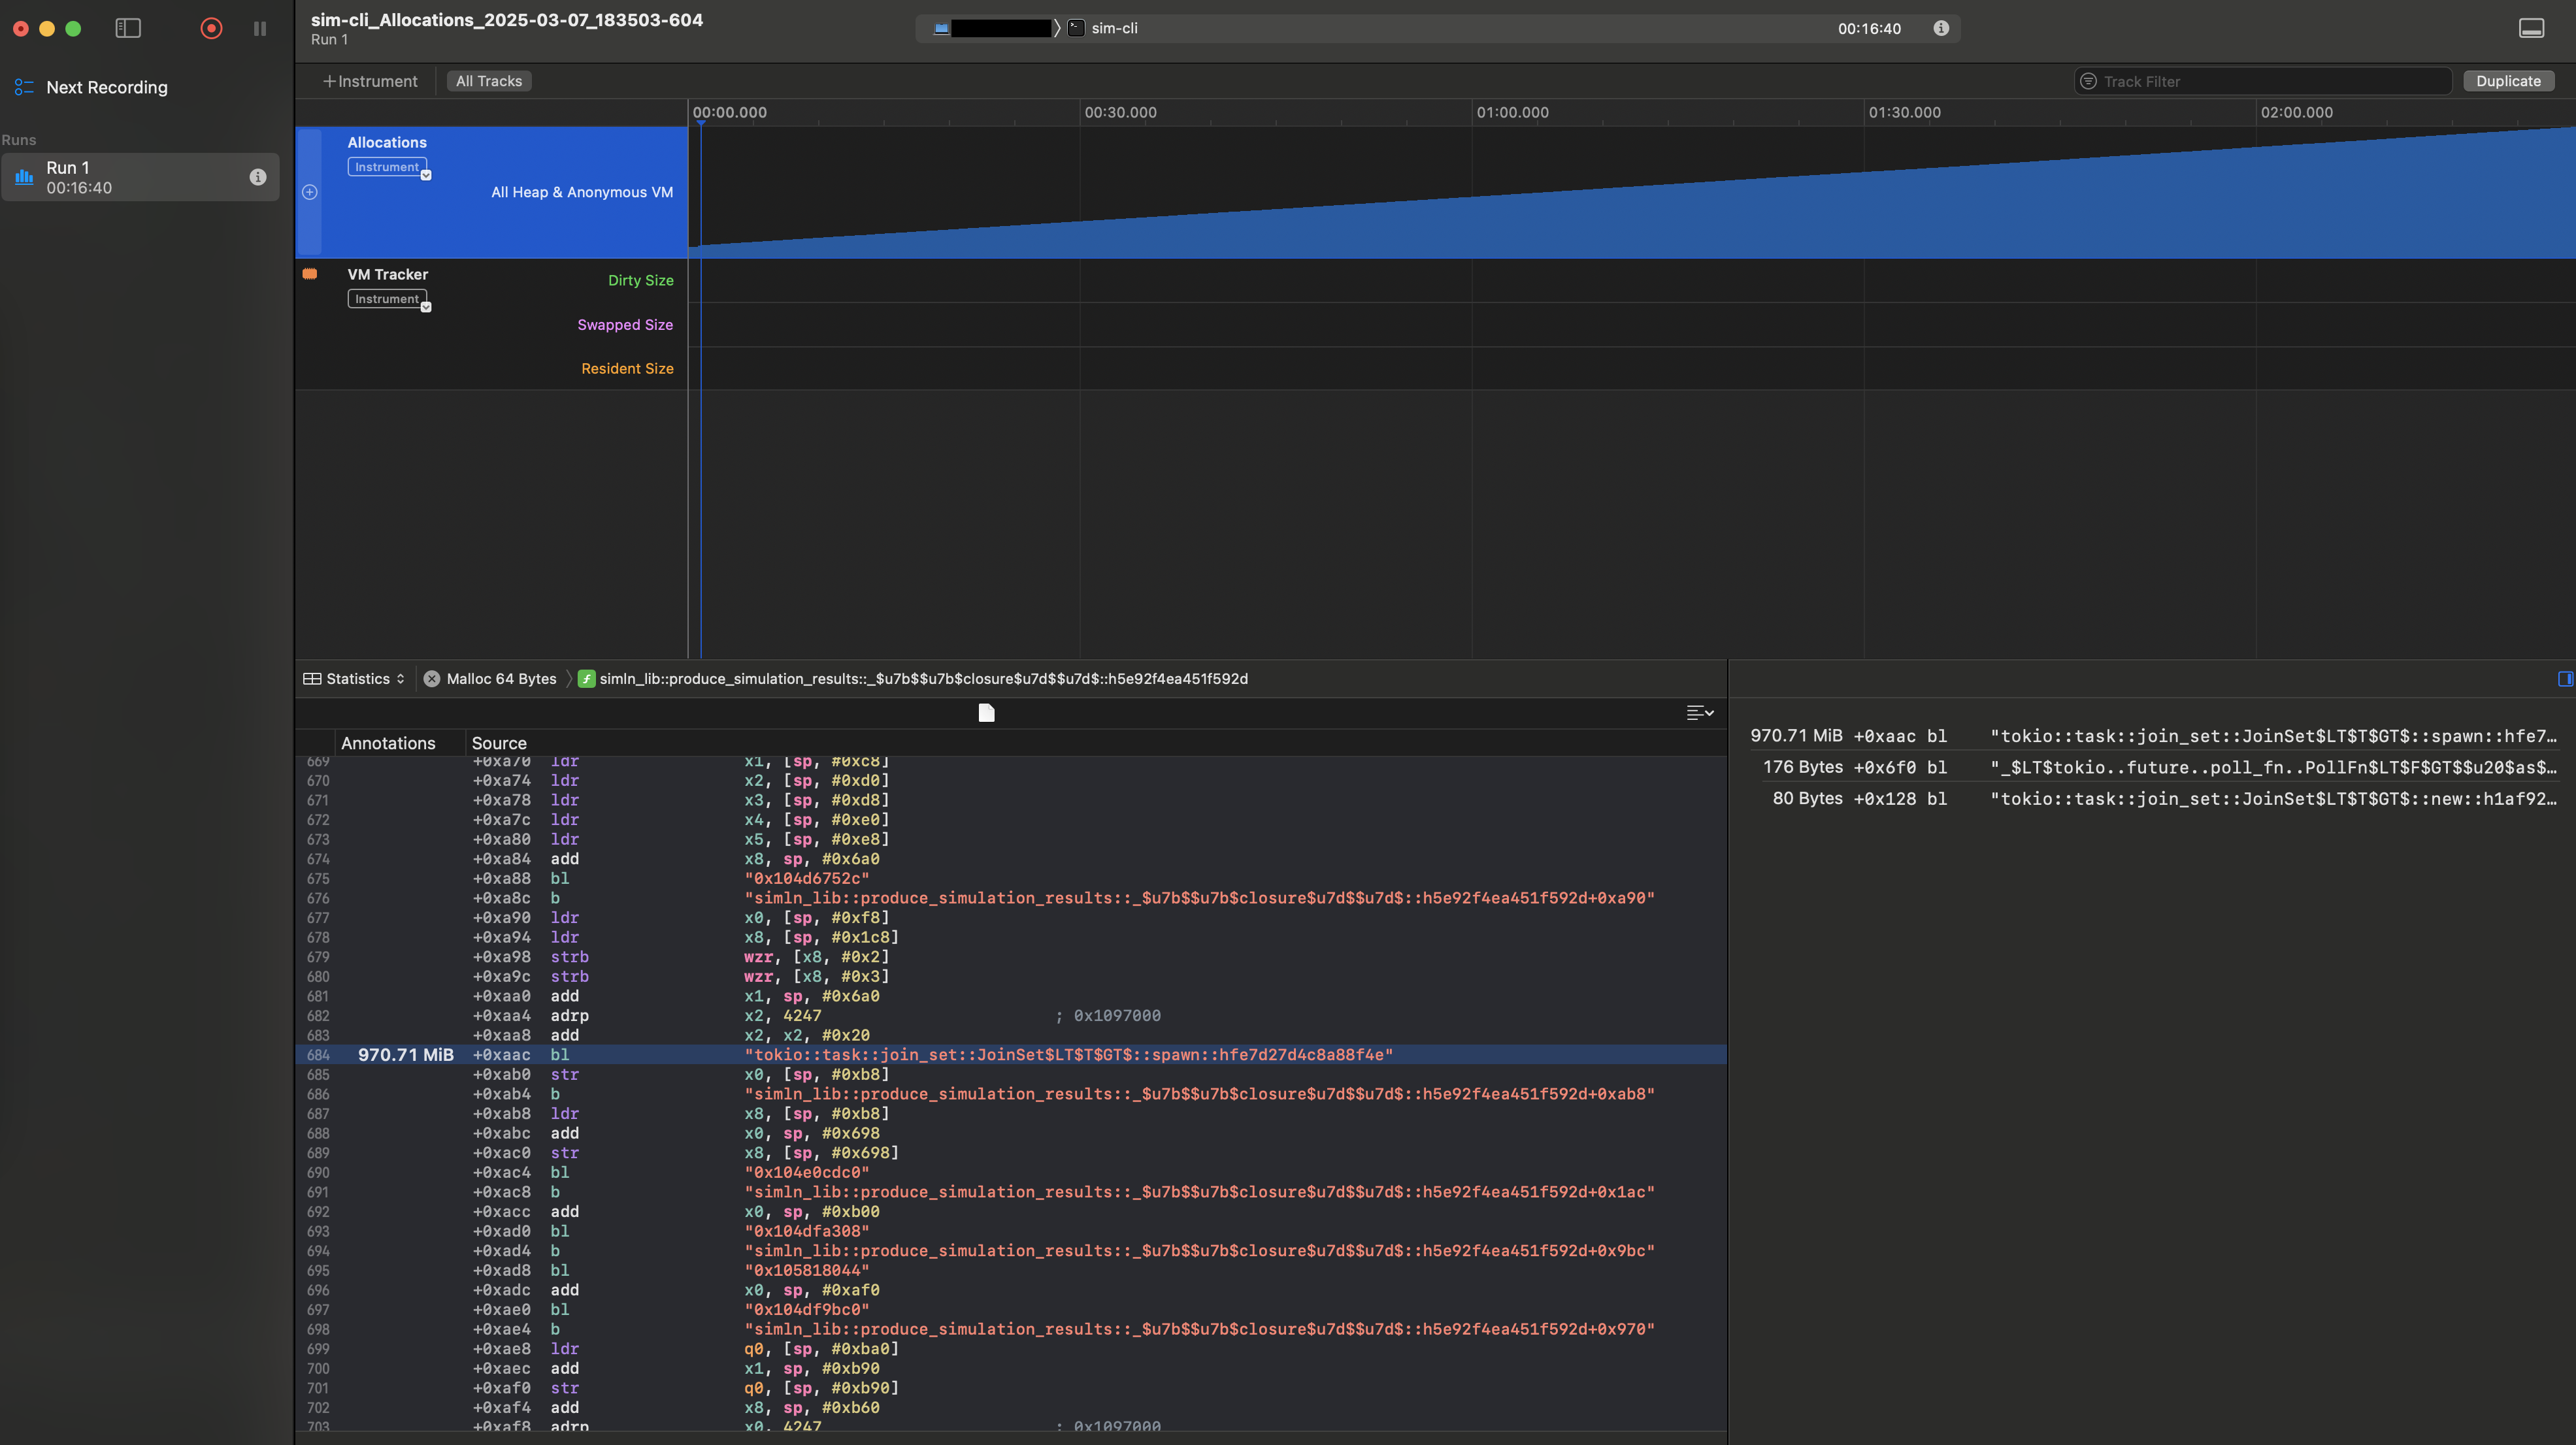 sim-cli_Allocations_2025-03-07_183503-604
Run 1
sim-cli
00:16:40
Next Recording
Runs
Run 1
00:16:40
Instrument
All Tracks
Track Filter
Duplicate
00:00.000 00:30.000 01:00.000 01:30.000 02:00.000
Allocations
Instrument
All Heap & Anonymous VM
VM Tracker
Instrument
Dirty Size
Swapped Size
Resident Size
Statistics Malloc 64 Bytes simln_lib::produce_simulation_results::_$u7b$$u7b$closure$u7d$$u7d$::h5e92f4ea451f592d
Annotations Source
669 +0xa70 ldr x1, [sp, #0xc8]
670 +0xa74 ldr x2, [sp, #0xd0]
671 +0xa78 ldr x3, [sp, #0xd8]
672 +0xa7c ldr x4, [sp, #0xe0]
673 +0xa80 ldr x5, [sp, #0xe8]
674 +0xa84 add x8, sp, #0x6a0
675 +0xa88 bl "0x104d6752c"
676 +0xa8c b "simln_lib::produce_simulation_results::_$u7b$$u7b$closure$u7d$$u7d$::h5e92f4ea451f592d+0xa90"
677 +0xa90 ldr x0, [sp, #0xf8]
678 +0xa94 ldr x8, [sp, #0x1c8]
679 +0xa98 strb wzr, [x8, #0x2]
680 +0xa9c strb wzr, [x8, #0x3]
681 +0xaa0 add x1, sp, #0x6a0
682 +0xaa4 adrp x2, 4247 ; 0x1097000
683 +0xaa8 add x2, x2, #0x20
684 970.71 MiB +0xaac bl "tokio::task::join_set::JoinSet$LT$T$GT$::spawn::hfe7d27d4c8a88f4e"
685 +0xab0 str x0, [sp, #0xb8]
686 +0xab4 b "simln_lib::produce_simulation_results::_$u7b$$u7b$closure$u7d$$u7d$::h5e92f4ea451f592d+0xab8"
687 +0xab8 ldr x8, [sp, #0xb8]
688 +0xabc add x0, sp, #0x698
689 +0xac0 str x8, [sp, #0x698]
690 +0xac4 bl "0x104e0cdc0"
691 +0xac8 b "simln_lib::produce_simulation_results::_$u7b$$u7b$closure$u7d$$u7d$::h5e92f4ea451f592d+0x1ac"
692 +0xacc add x0, sp, #0xb00
693 +0xad0 bl "0x104dfa308"
694 +0xad4 b "simln_lib::produce_simulation_results::_$u7b$$u7b$closure$u7d$$u7d$::h5e92f4ea451f592d+0x9bc"
695 +0xad8 bl "0x105818044"
696 +0xadc add x0, sp, #0xaf0
697 +0xae0 bl "0x104df9bc0"
698 +0xae4 b "simln_lib::produce_simulation_results::_$u7b$$u7b$closure$u7d$$u7d$::h5e92f4ea451f592d+0x970"
699 +0xae8 ldr q0, [sp, #0xba0]
700 +0xaec add x1, sp, #0xb90
701 +0xaf0 str q0, [sp, #0xb90]
702 +0xaf4 add x8, sp, #0xb60
703 +0xaf8 adrp x0, 4247 ; 0x1097000
970.71 MiB +0xaac bl "tokio::task::join_set::JoinSet$LT$T$GT$::spawn::hfe7…
176 Bytes +0x6f0 bl "_$LT$tokio..future..poll_fn..PollFn$LT$F$GT$$u20$as$…
80 Bytes +0x128 bl "tokio::task::join_set::JoinSet$LT$T$GT$::new::h1af92…